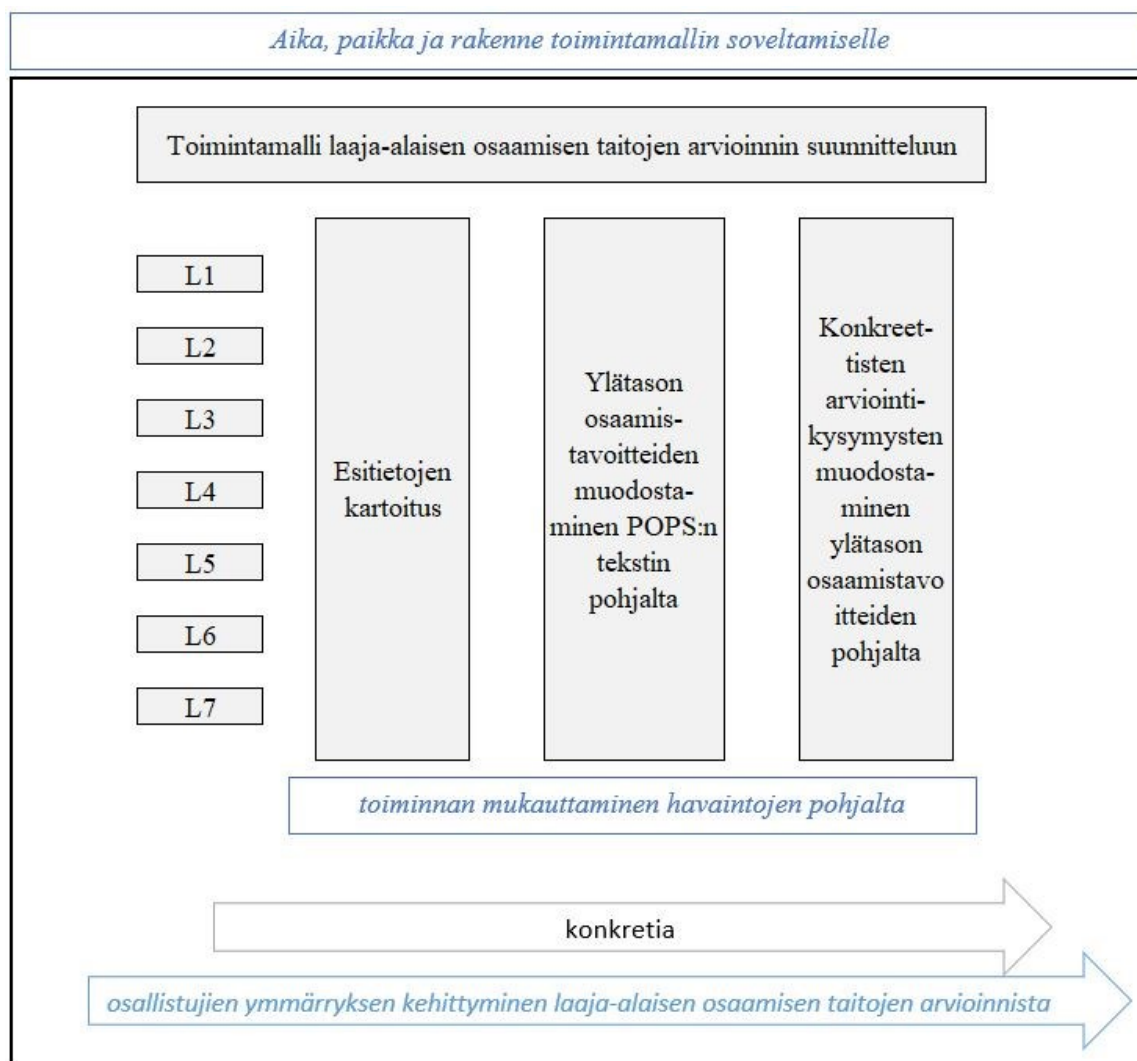 Aika, paikka ja rakenne toimintamallin soveltamiselle
Toimintamalli laaja-alaisen osaamisen taitojen arvioinnin suunnitteluun
L1
L2
L3
L4
L5
L6
L7
Esitietojen
kartoitus
Ylätason
osaamis-
tavoitteiden
muodosta-
minen POPS:n
tekstin
pohjalta
Konkreet-
tisten
arviointi-
kysymysten
muodosta-
minen
ylätason
osaamistavo
itteiden
pohjalta
toiminnan mukauttaminen havaintojen pohjalta
konkretia
osallistujien ymmärryksen kehittyminen laaja-alaisen osaamisen taitojen arvioinnista